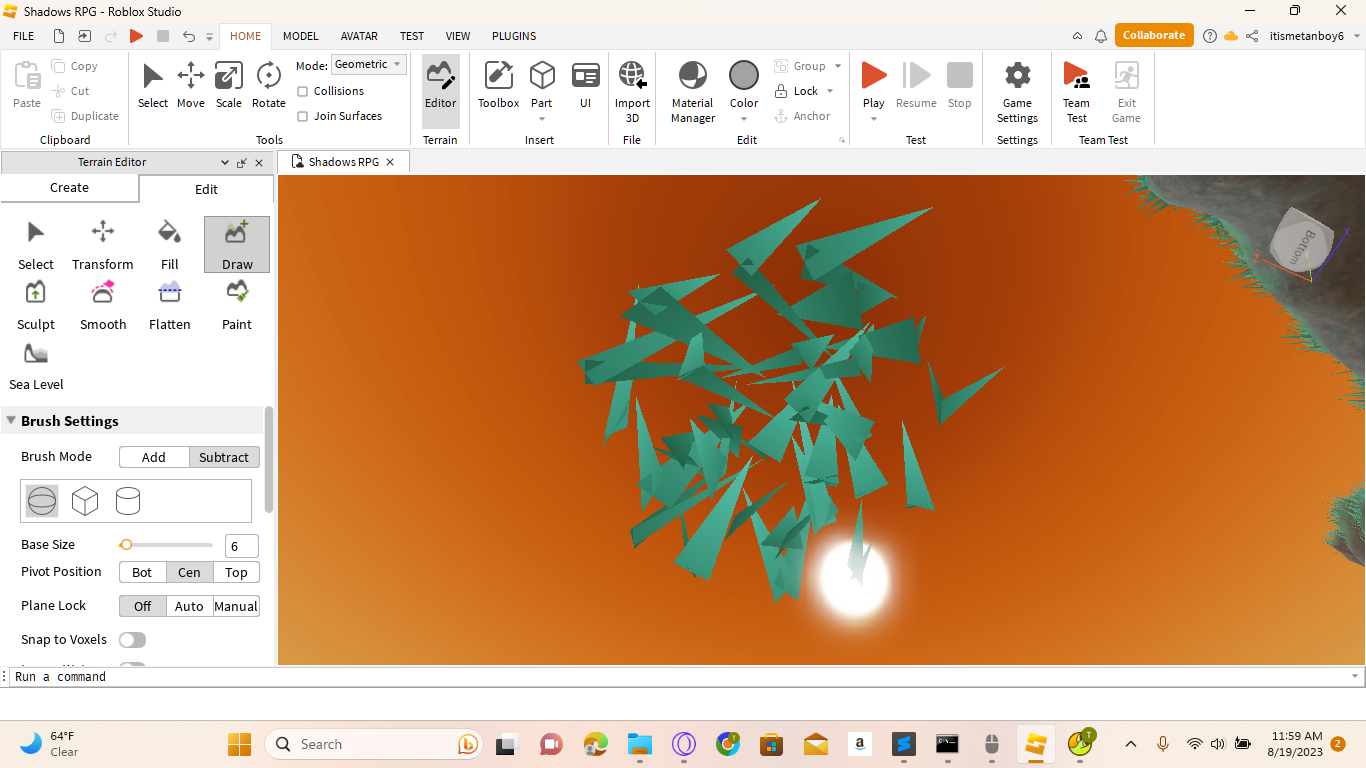 Shadows RPG - Roblox Studio
FILE HOME MODEL AVATAR TEST VIEW PLUGINS Collaborate itismetanboy6
Paste Copy Cut Duplicate
Clipboard
Select Move Scale Rotate
Mode: Geometric
Collisions
Join Surfaces
Tools
Editor
Terrain
Toolbox Part UI
Insert
Import 3D
File
Material Manager Color
Group
Lock
Anchor
Edit
Play Resume Stop
Test
Game Settings
Settings
Team Test Exit Game
Team Test
Terrain Editor
Shadows RPG
Create Edit
Select Transform Fill Draw
Sculpt Smooth Flatten Paint
Sea Level
Brush Settings
Brush Mode Add Subtract
Base Size 6
Pivot Position Bot Cen Top
Plane Lock Off Auto Manual
Snap to Voxels
Bottom
X
Z
Run a command
64°F
Clear
Search
11:59 AM
8/19/2023
2